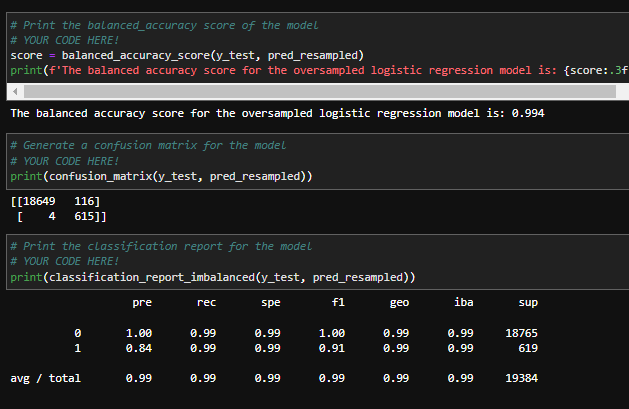 # Print the balanced_accuracy score of the model
# YOUR CODE HERE!
score = balanced_accuracy_score(y_test, pred_resampled)
print(f'The balanced accuracy score for the oversampled logistic regression model is: {score:.3f
The balanced accuracy score for the oversampled logistic regression model is: 0.994
# Generate a confusion matrix for the model
# YOUR CODE HERE!
print(confusion_matrix(y_test, pred_resampled))
[[18649 116]
[ 4 615]]
# Print the classification report for the model
# YOUR CODE HERE!
print(classification_report_imbalanced(y_test, pred_resampled))
pre rec spe f1 geo iba sup
0 1.00 0.99 0.99 1.00 0.99 0.99 18765
1 0.84 0.99 0.99 0.91 0.99 0.99 619
avg / total 0.99 0.99 0.99 0.99 0.99 0.99 19384